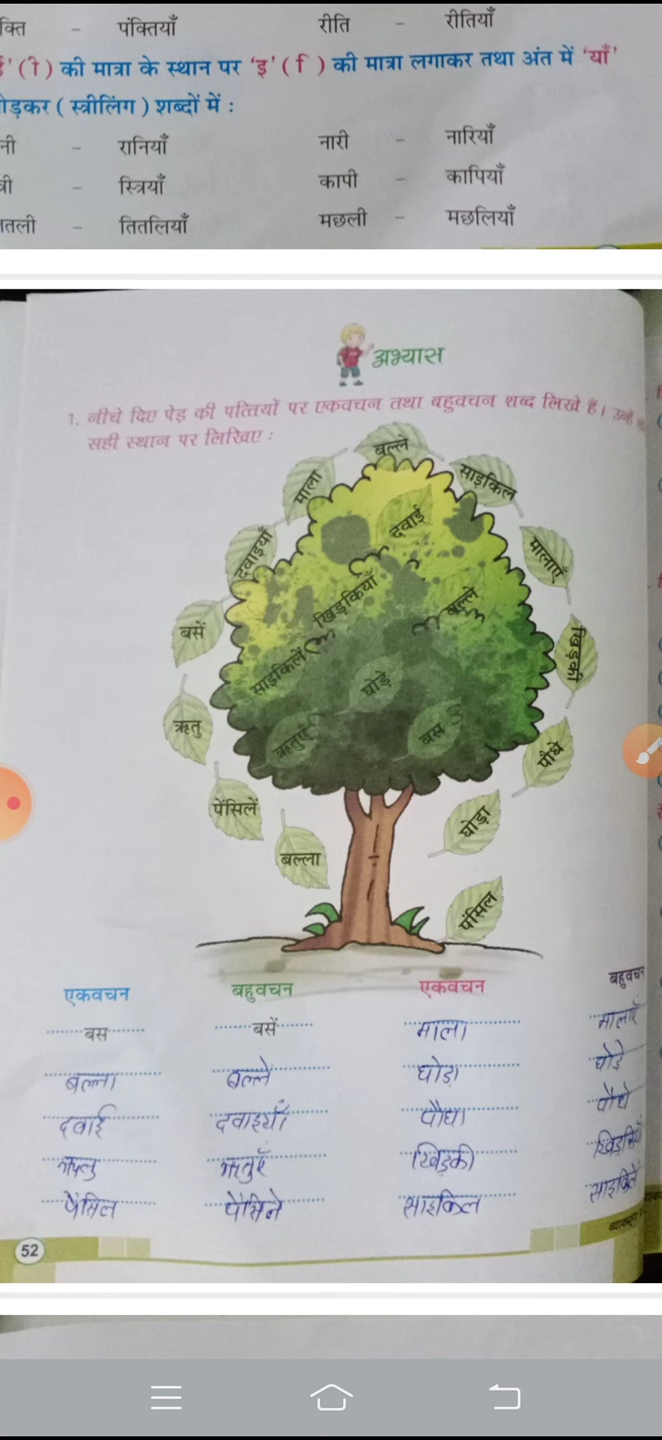 क्ति - पंक्तियाँ रीति - रीतियाँ
ई' (ी) की मात्रा के स्थान पर 'इ' (ि) की मात्रा लगाकर तथा अंत में 'याँ'
ोड़कर (स्त्रीलिंग) शब्दों में :
नी - रानियाँ नारी - नारियाँ
त्री - स्त्रियाँ कापी - कापियाँ
तितली - तितलियाँ मछली - मछलियाँ
अभ्यास
1. नीचे दिए पेड़ की पत्तियों पर एकवचन तथा बहुवचन शब्द लिखे हैं। उन्हें
सही स्थान पर लिखिए :
बल्ले
माला
साइकिल
दवाई
दवाइयाँ
मालाएँ
खिड़कियाँ
बल्ले
बसें
खिड़की
साइकिलें
घोड़े
ऋतु
ऋतुएँ
बस
पौधे
पेंसिलें
घोड़ा
बल्ला
पेंसिल
एकवचन बहुवचन एकवचन बहुवचन
बस बसें माला मालाएँ
बल्ला बल्ले घोडा घोडे
दवाई दवाइयाँ पौधा पौधे
ऋतु ऋतुएँ खिड़की
पेंसिल पेंसिने साइकिल साइकिलें
52